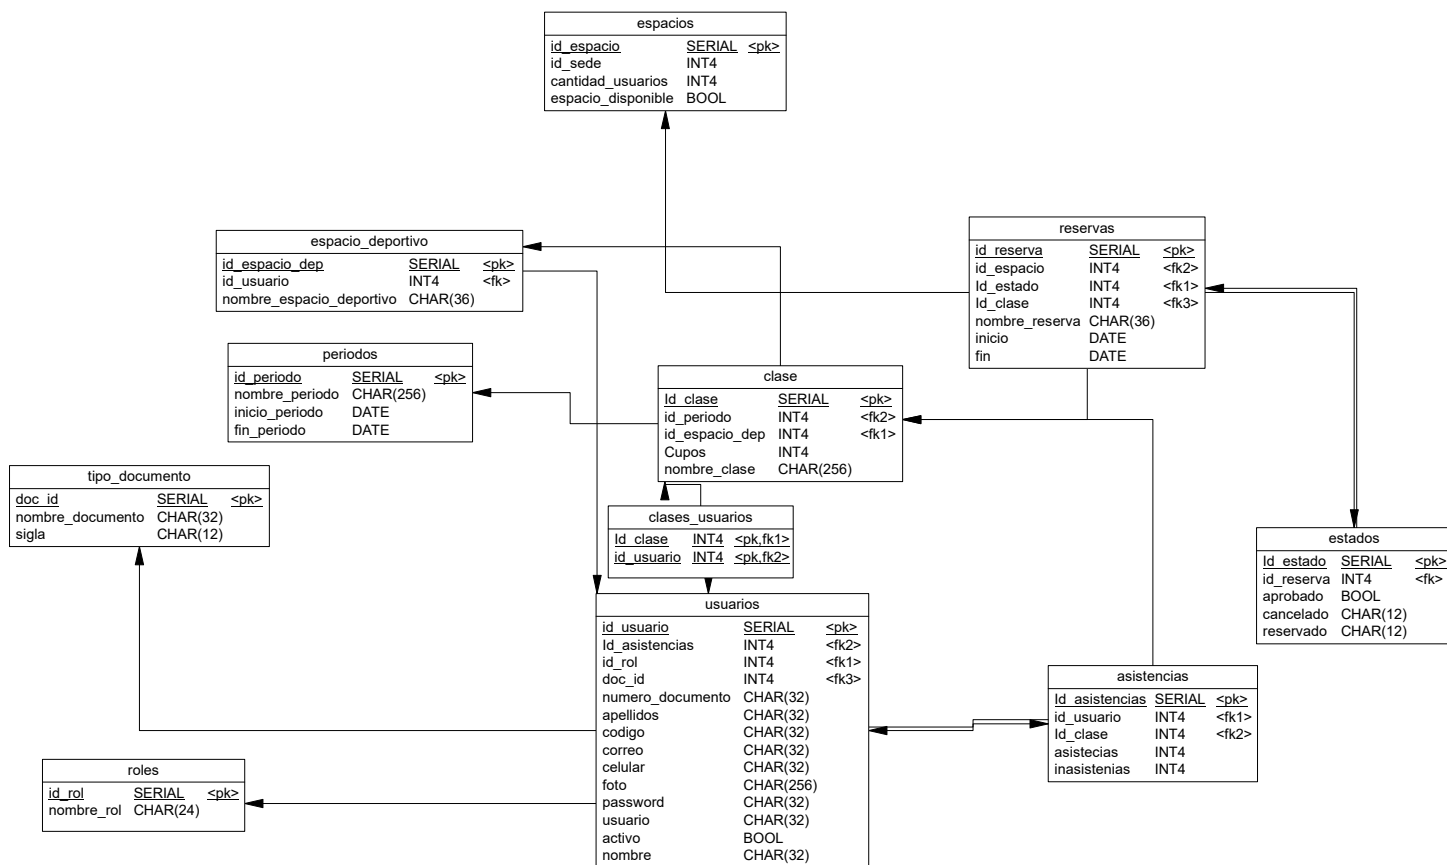 espacios
id_espacio SERIAL <pk>
id_sede INT4
cantidad_usuarios INT4
espacio_disponible BOOL
espacio_deportivo
id_espacio_dep SERIAL <pk>
id_usuario INT4 <fk>
nombre_espacio_deportivo CHAR(36)
reservas
id_reserva SERIAL <pk>
id_espacio INT4 <fk2>
Id_estado INT4 <fk1>
Id_clase INT4 <fk3>
nombre_reserva CHAR(36)
inicio DATE
fin DATE
periodos
id_periodo SERIAL <pk>
nombre_periodo CHAR(256)
inicio_periodo DATE
fin_periodo DATE
clase
Id_clase SERIAL <pk>
id_periodo INT4 <fk2>
id_espacio_dep INT4 <fk1>
Cupos INT4
nombre_clase CHAR(256)
tipo_documento
doc_id SERIAL <pk>
nombre_documento CHAR(32)
sigla CHAR(12)
clases_usuarios
Id_clase INT4 <pk,fk1>
id_usuario INT4 <pk,fk2>
estados
Id_estado SERIAL <pk>
id_reserva INT4 <fk>
aprobado BOOL
cancelado CHAR(12)
reservado CHAR(12)
usuarios
id_usuario SERIAL <pk>
Id_asistencias INT4 <fk2>
id_rol INT4 <fk1>
doc_id INT4 <fk3>
numero_documento CHAR(32)
apellidos CHAR(32)
codigo CHAR(32)
correo CHAR(32)
celular CHAR(32)
foto CHAR(256)
password CHAR(32)
usuario CHAR(32)
activo BOOL
nombre CHAR(32)
asistencias
Id_asistencias SERIAL <pk>
id_usuario INT4 <fk1>
Id_clase INT4 <fk2>
asistecias INT4
inasistenias INT4
roles
id_rol SERIAL <pk>
nombre_rol CHAR(24)